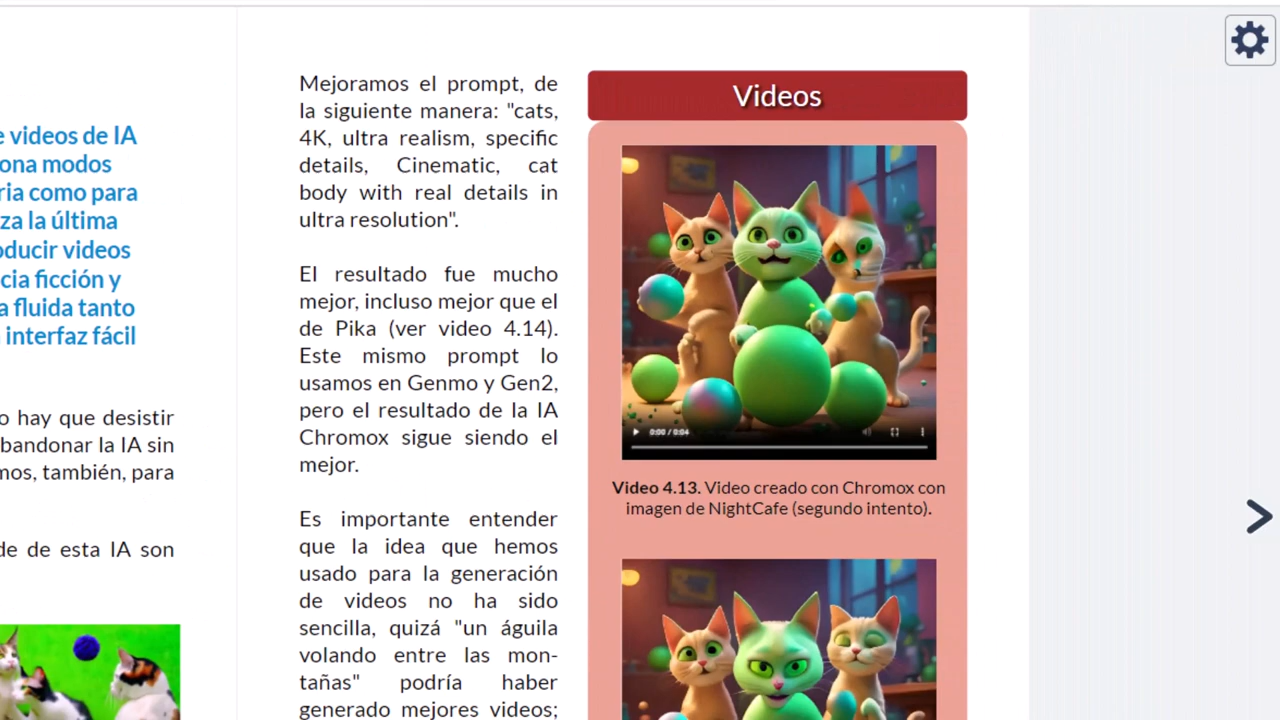 e videos de IA
ona modos
ria como para
za la última
oducir videos
cia ficción y
a fluida tanto
interfaz fácil
o hay que desistir
bandonar la IA sin
mos, también, para
de de esta IA son
Mejoramos el prompt, de
la siguiente manera: "cats,
4K, ultra realism, specific
details, Cinematic, cat
body with real details in
ultra resolution".
El resultado fue mucho
mejor, incluso mejor que el
de Pika (ver video 4.14).
Este mismo prompt lo
usamos en Genmo y Gen2,
pero el resultado de la IA
Chromox sigue siendo el
mejor.
Es importante entender
que la idea que hemos
usado para la generación
de videos no ha sido
sencilla, quizá "un águila
volando entre las mon-
tañas" podría haber
generado mejores videos;
Videos
0:00 / 0:04
Video 4.13. Video creado con Chromox con
imagen de NightCafe (segundo intento).